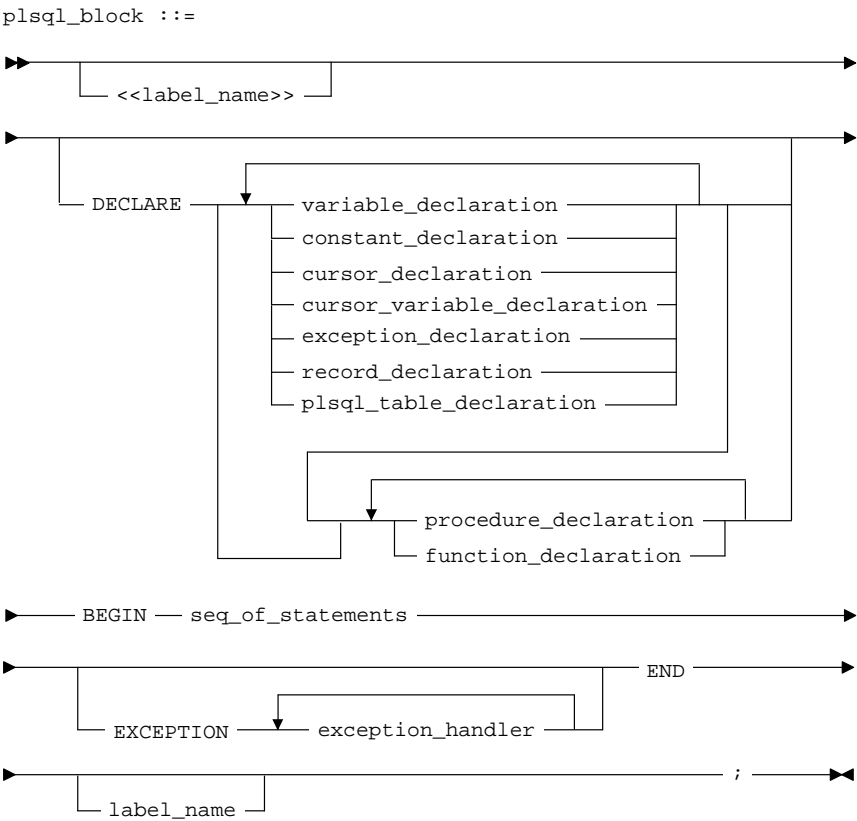 plsql_block ::=
<<label_name>>
DECLARE
variable_declaration
constant_declaration
cursor_declaration
cursor_variable_declaration
exception_declaration
record_declaration
plsql_table_declaration
procedure_declaration
function_declaration
BEGIN seq_of_statements
END
EXCEPTION exception_handler
;
label_name